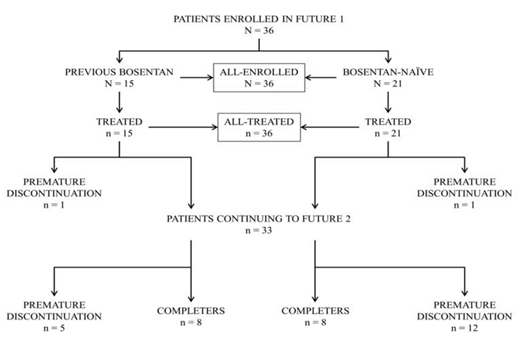 PATIENTS ENROLLED IN FUTURE 1
N = 36
PREVIOUS BOSENTAN
N = 15
ALL-ENROLLED
N = 36
BOSENTAN-NAÏVE
N = 21
TREATED
n = 15
ALL-TREATED
n = 36
TREATED
n = 21
PREMATURE
DISCONTINUATION
n = 1
PREMATURE
DISCONTINUATION
n = 1
PATIENTS CONTINUING TO FUTURE 2
n = 33
PREMATURE
DISCONTINUATION
n = 5
COMPLETERS
n = 8
COMPLETERS
n = 8
PREMATURE
DISCONTINUATION
n = 12